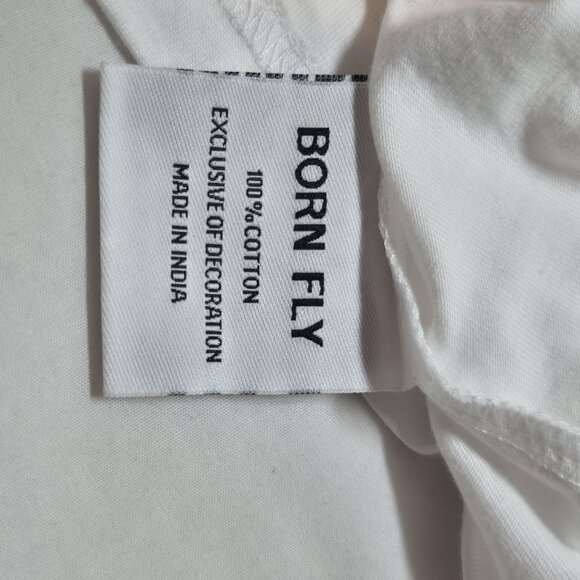 BORN FLY
100% COTTON
EXCLUSIVE OF DECORATION
MADE IN INDIA